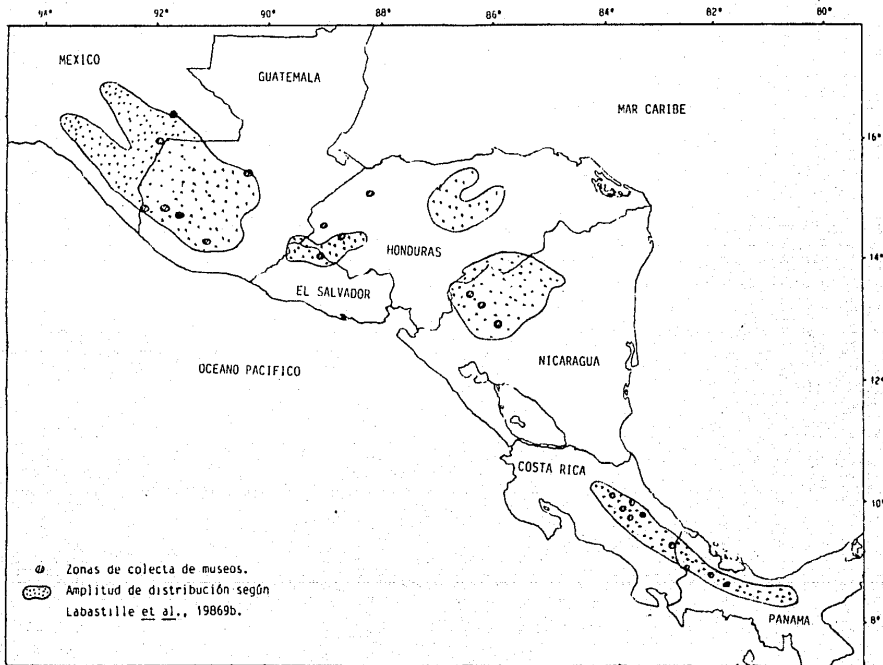 94° 92° 90° 88° 86° 84° 82° 80°
MEXICO
GUATEMALA
MAR CARIBE
16°
HONDURAS
14°
EL SALVADOR
OCEANO PACIFICO
NICARAGUA
12°
COSTA RICA
10°
Zonas de colecta de museos.
Amplitud de distribución según
Labastille et al., 19869b.
PANAMA
8°